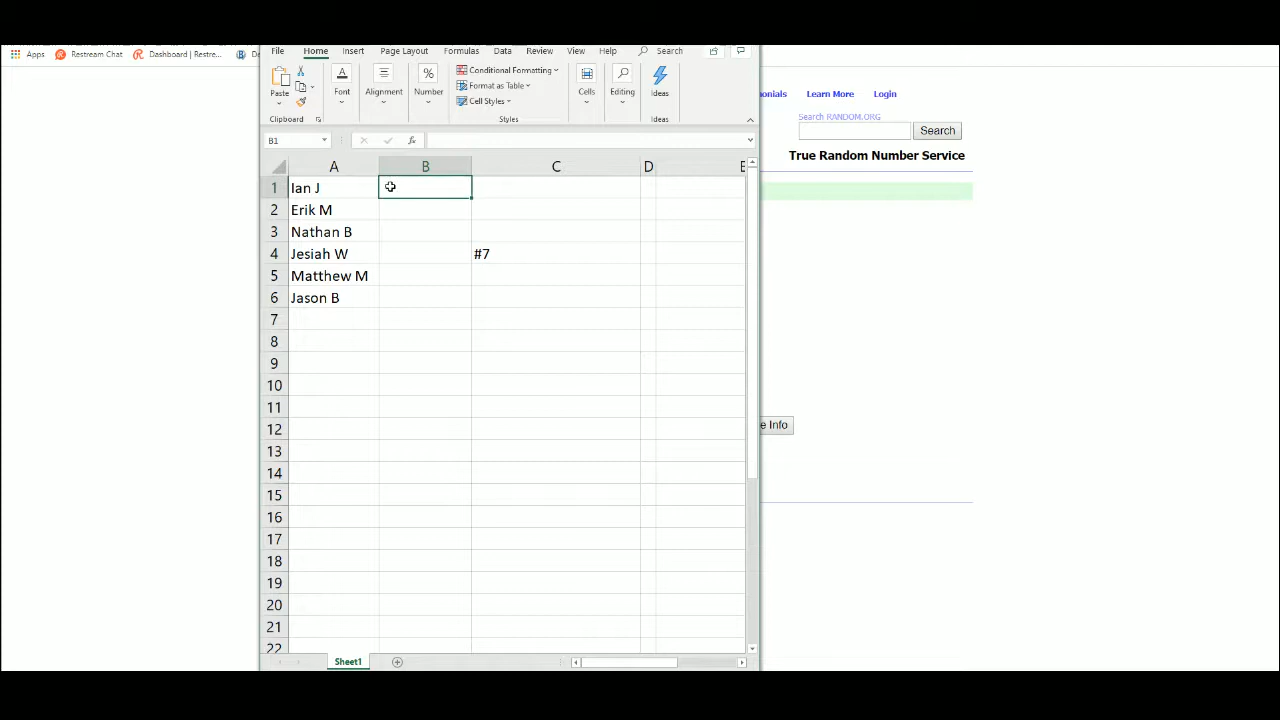 Apps Restream Chat Dashboard | Restre...
File Home Insert Page Layout Formulas Data Review View Help Search
Paste
Font
Alignment
Number
Conditional Formatting
Format as Table
Cell Styles
Cells
Editing
Ideas
Clipboard
Styles
Ideas
onials Learn More Login
Search RANDOM.ORG
Search
True Random Number Service
B1
fx
A B C D E
1 Ian J
2 Erik M
3 Nathan B
4 Jesiah W #7
5 Matthew M
6 Jason B
7
8
9
10
11
e Info
12
13
14
15
16
17
18
19
20
21
22
Sheet1